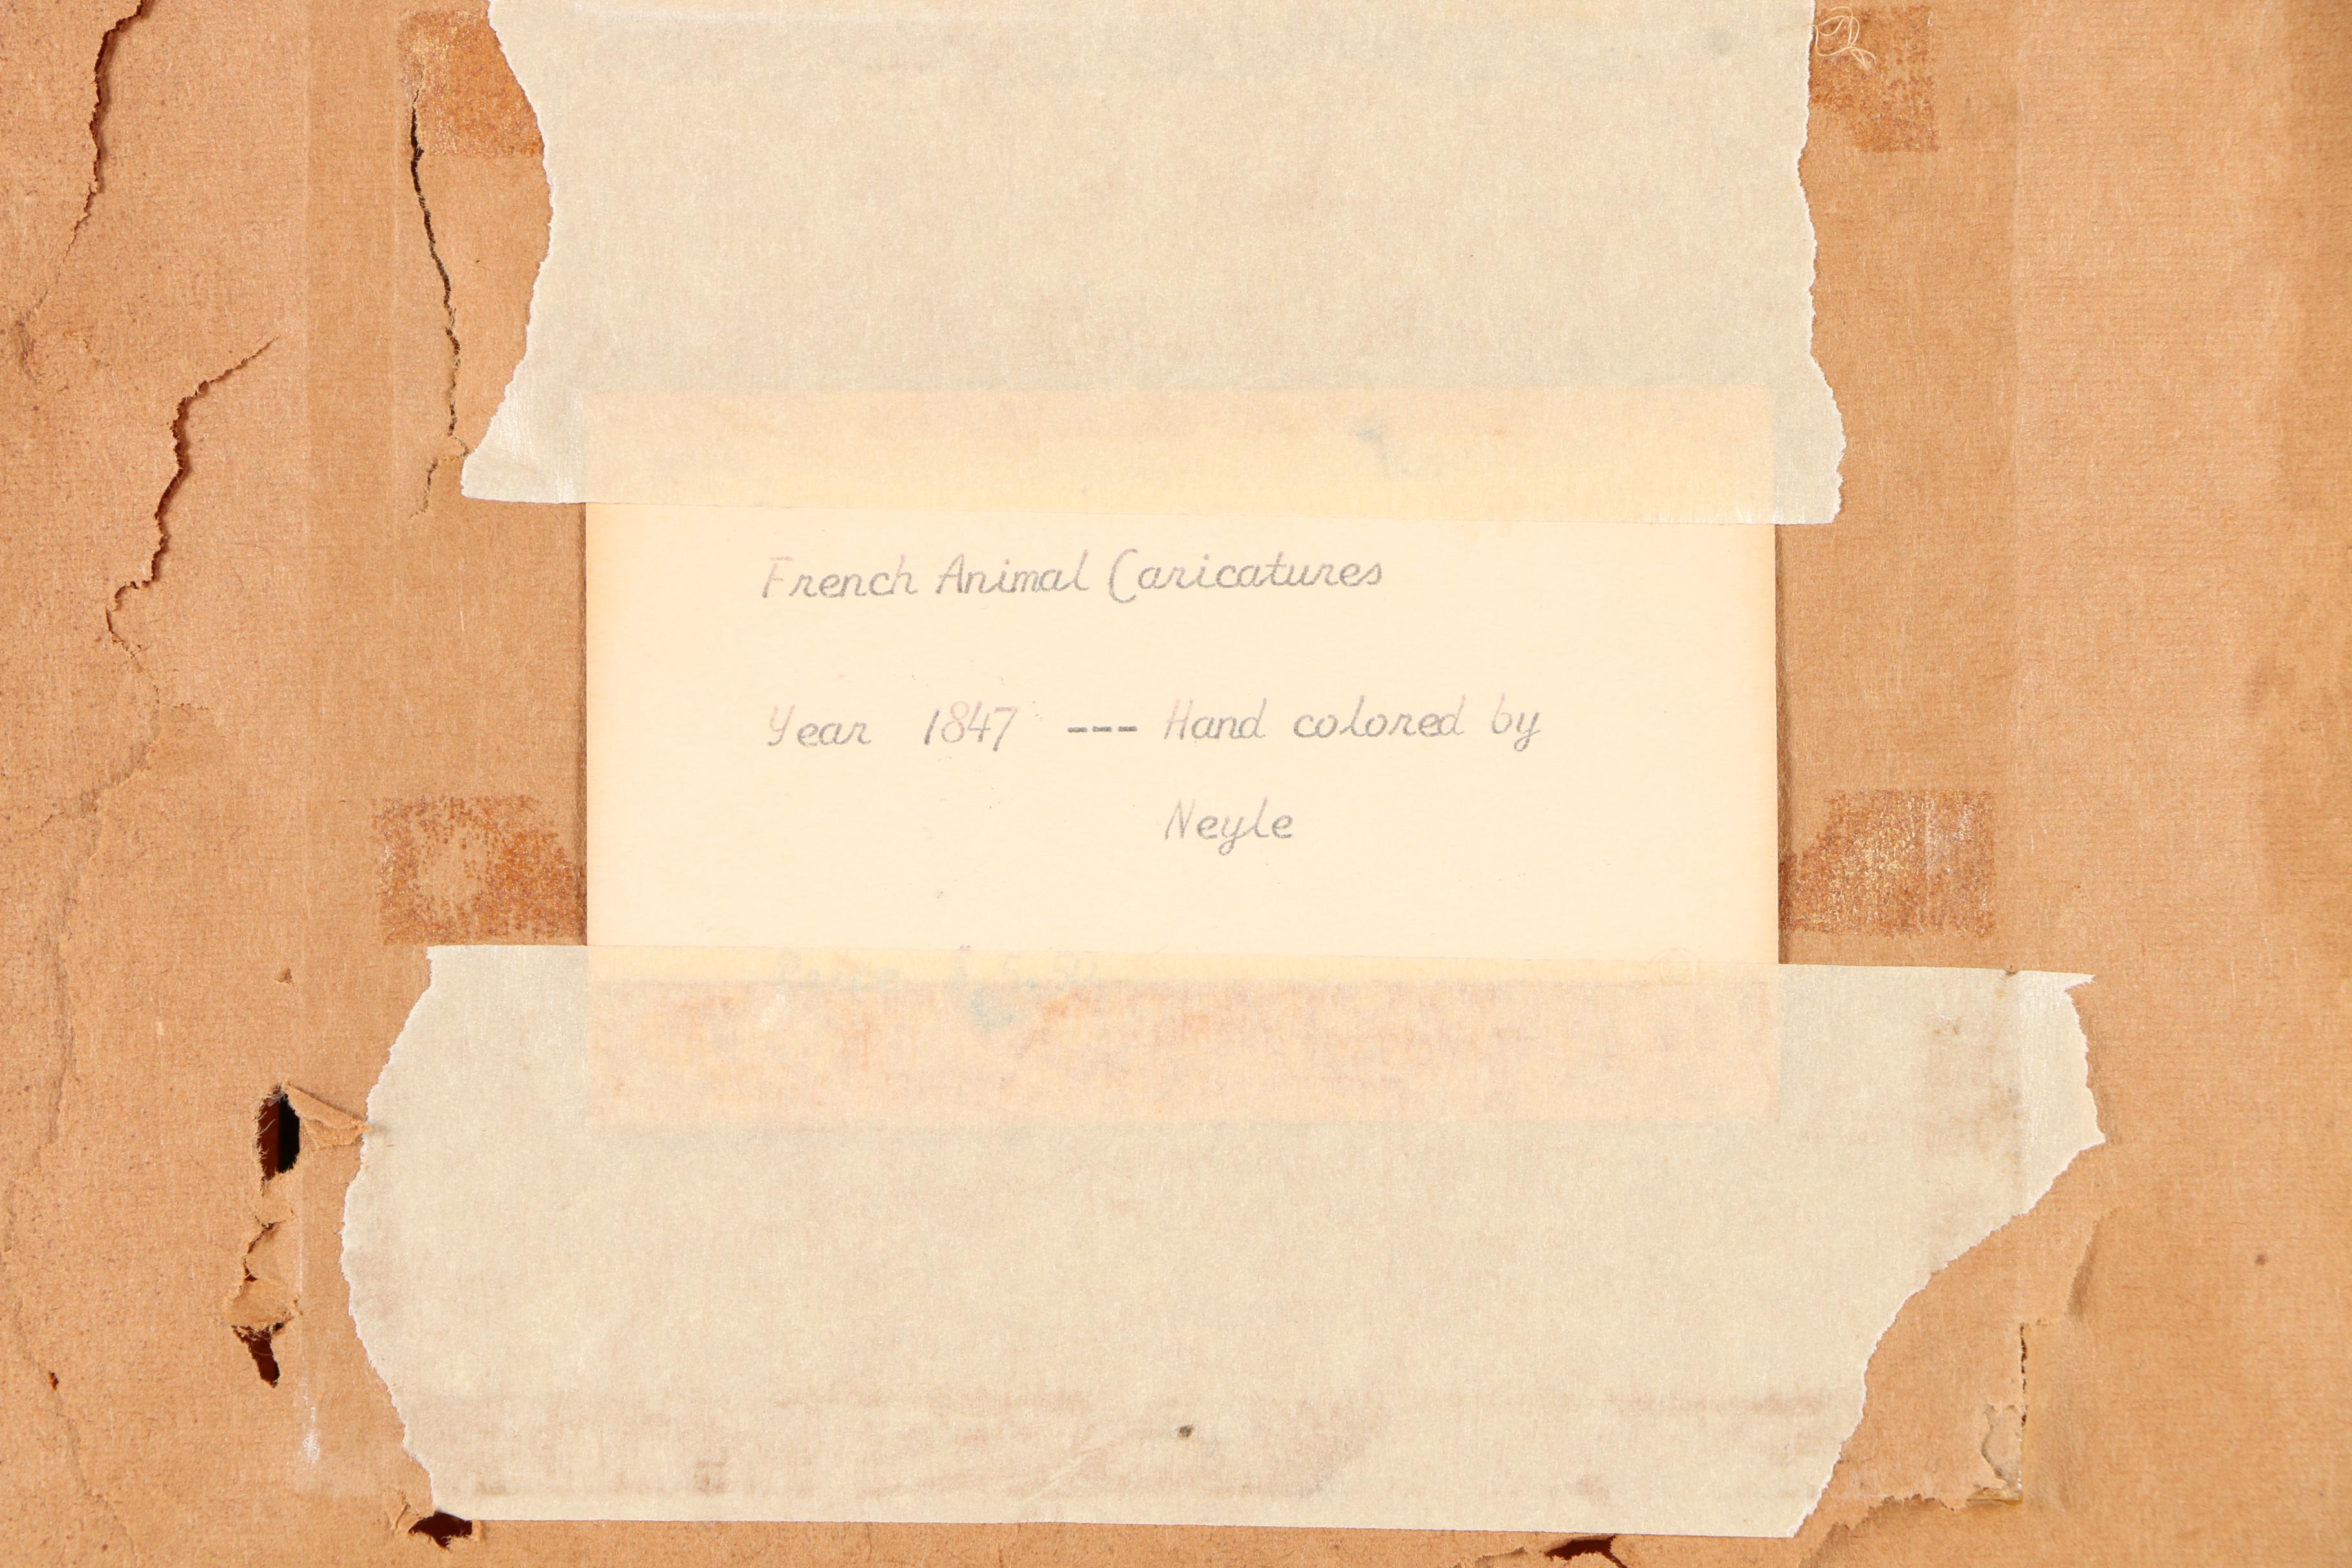 French Animal Caricatures
Year 1847 --- Hand colored by
Neyle